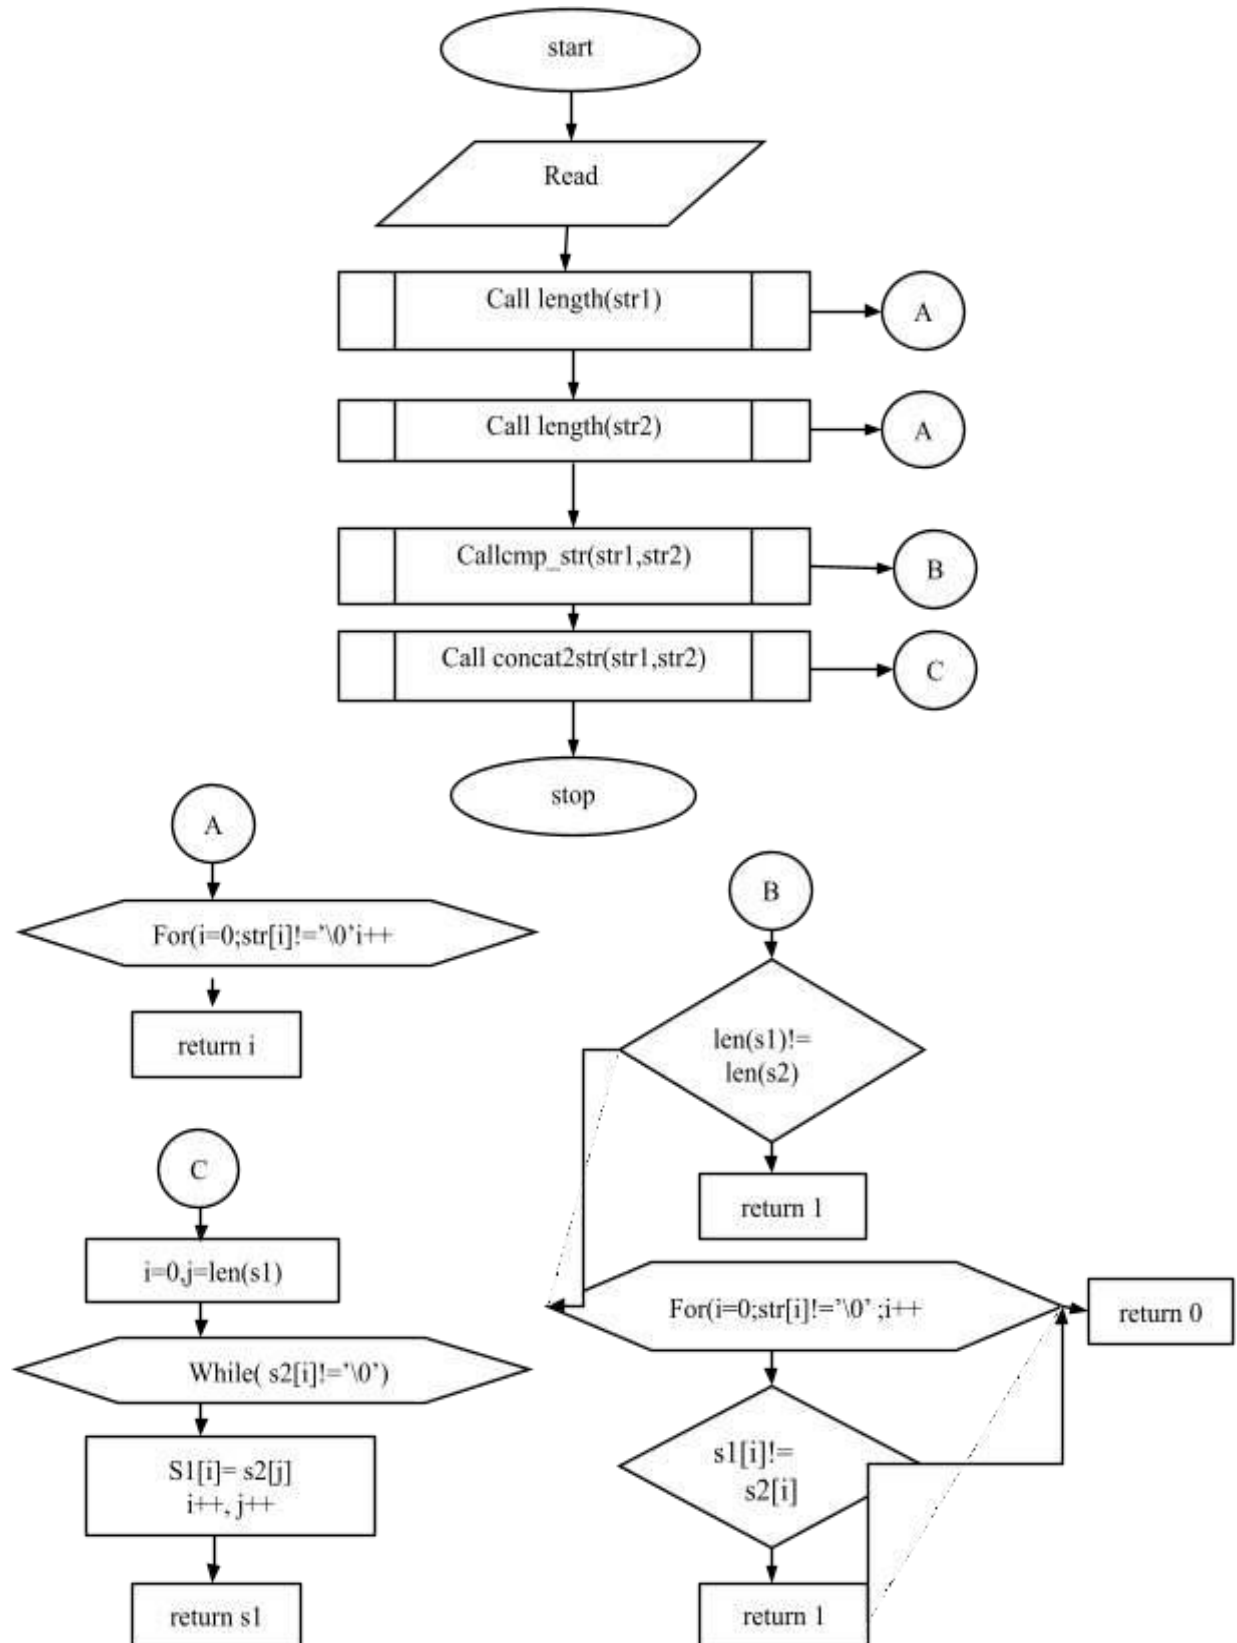 start
Read
Call length(str1)
A
Call length(str2)
A
Callcmp_str(str1,str2)
B
Call concat2str(str1,str2)
C
stop
A
For(i=0;str[i]!='\0'i++
return i
B
len(s1)!=
len(s2)
return 1
For(i=0;str[i]!='\0' ;i++
return 0
s1[i]!=
s2[i]
return 1
C
i=0,j=len(s1)
While( s2[i]!='\0')
S1[i]= s2[j]
i++, j++
return s1